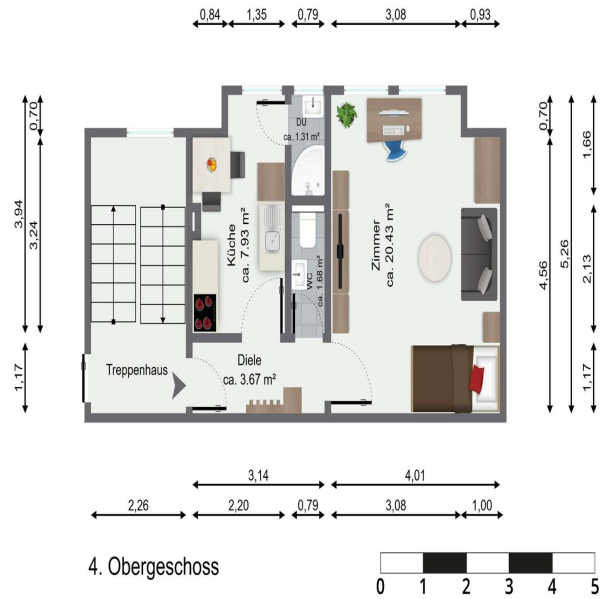 0,84 1,35 0,79 3,08 0,93
0,70
3,94
3,24
1,17
0,70
1,66
4,56
5,26
2,13
1,17
DU
ca. 1.31 m²
Küche
ca. 7.93 m²
WC
ca. 1.68 m²
Zimmer
ca. 20.43 m²
Treppenhaus
Diele
ca. 3.67 m²
3,14 4,01
2,26 2,20 0,79 3,08 1,00
4. Obergeschoss
0 1 2 3 4 5